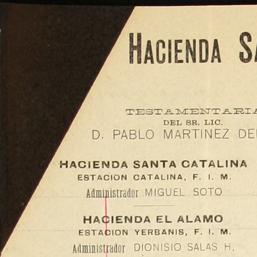 HACIENDA
TESTAMENTARIA
DEL SR. LIC.
D. PABLO MARTINEZ
HACIENDA SANTA CATALINA
ESTACION CATALINA, F. I. M.
Administrador MIGUEL SOTO
HACIENDA EL ALAMO
ESTACION YERBANIS, F. I. M.
Administrador DIONISIO SALAS H.